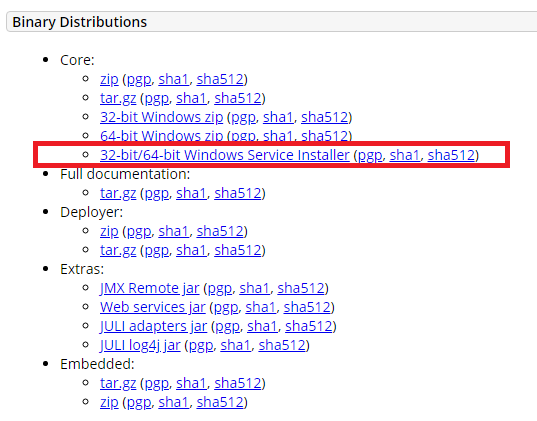 Binary Distributions
Core:
zip (pgp, sha1, sha512)
tar.gz (pgp, sha1, sha512)
32-bit Windows zip (pgp, sha1, sha512)
64-bit Windows zip (pgp, sha1, sha512)
32-bit/64-bit Windows Service Installer (pgp, sha1, sha512)
Full documentation:
tar.gz (pgp, sha1, sha512)
Deployer:
zip (pgp, sha1, sha512)
tar.gz (pgp, sha1, sha512)
Extras:
JMX Remote jar (pgp, sha1, sha512)
Web services jar (pgp, sha1, sha512)
JULI adapters jar (pgp, sha1, sha512)
JULI log4j jar (pgp, sha1, sha512)
Embedded:
tar.gz (pgp, sha1, sha512)
zip (pgp, sha1, sha512)